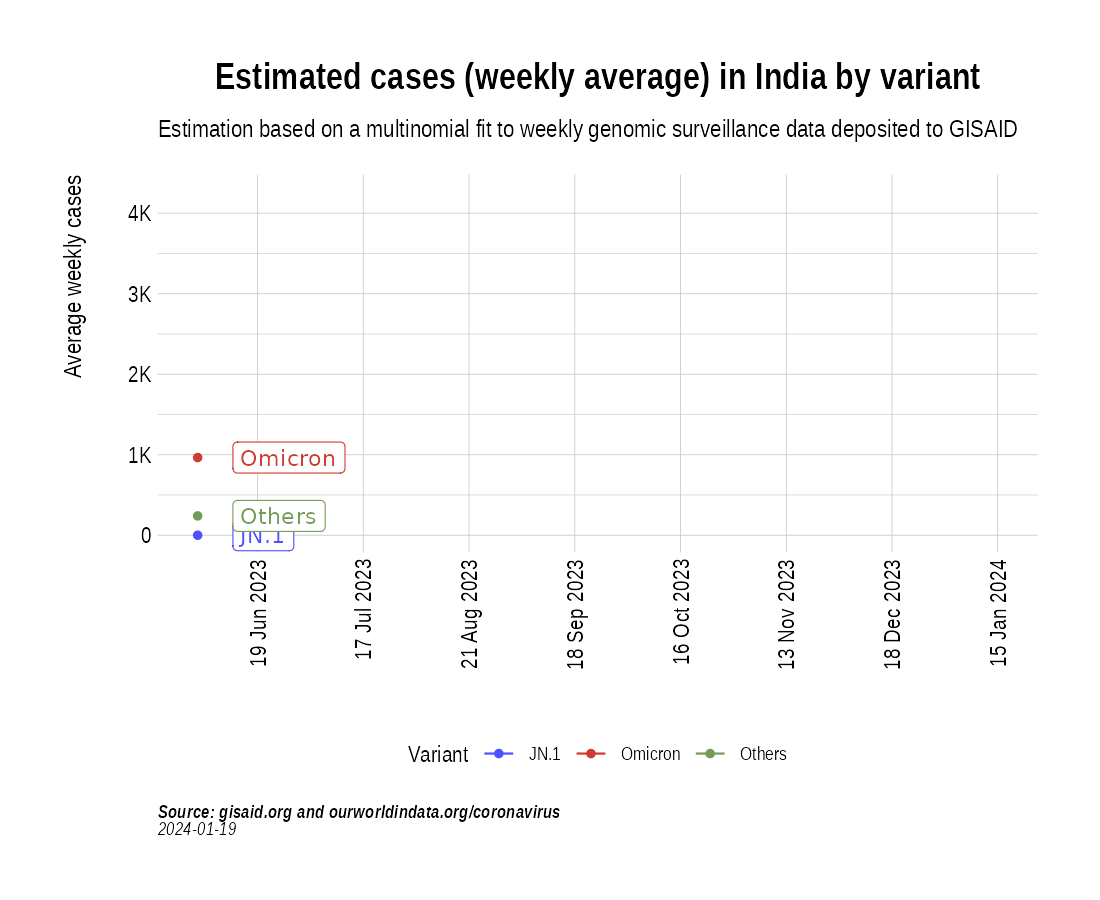 Estimated cases (weekly average) in India by variant
Estimation based on a multinomial fit to weekly genomic surveillance data deposited to GISAID
Average weekly cases
4K
3K
2K
1K
0
Omicron
Others
JN.1
19 Jun 2023
17 Jul 2023
21 Aug 2023
18 Sep 2023
16 Oct 2023
13 Nov 2023
18 Dec 2023
15 Jan 2024
Variant JN.1 Omicron Others
Source: gisaid.org and ourworldindata.org/coronavirus
2024-01-19